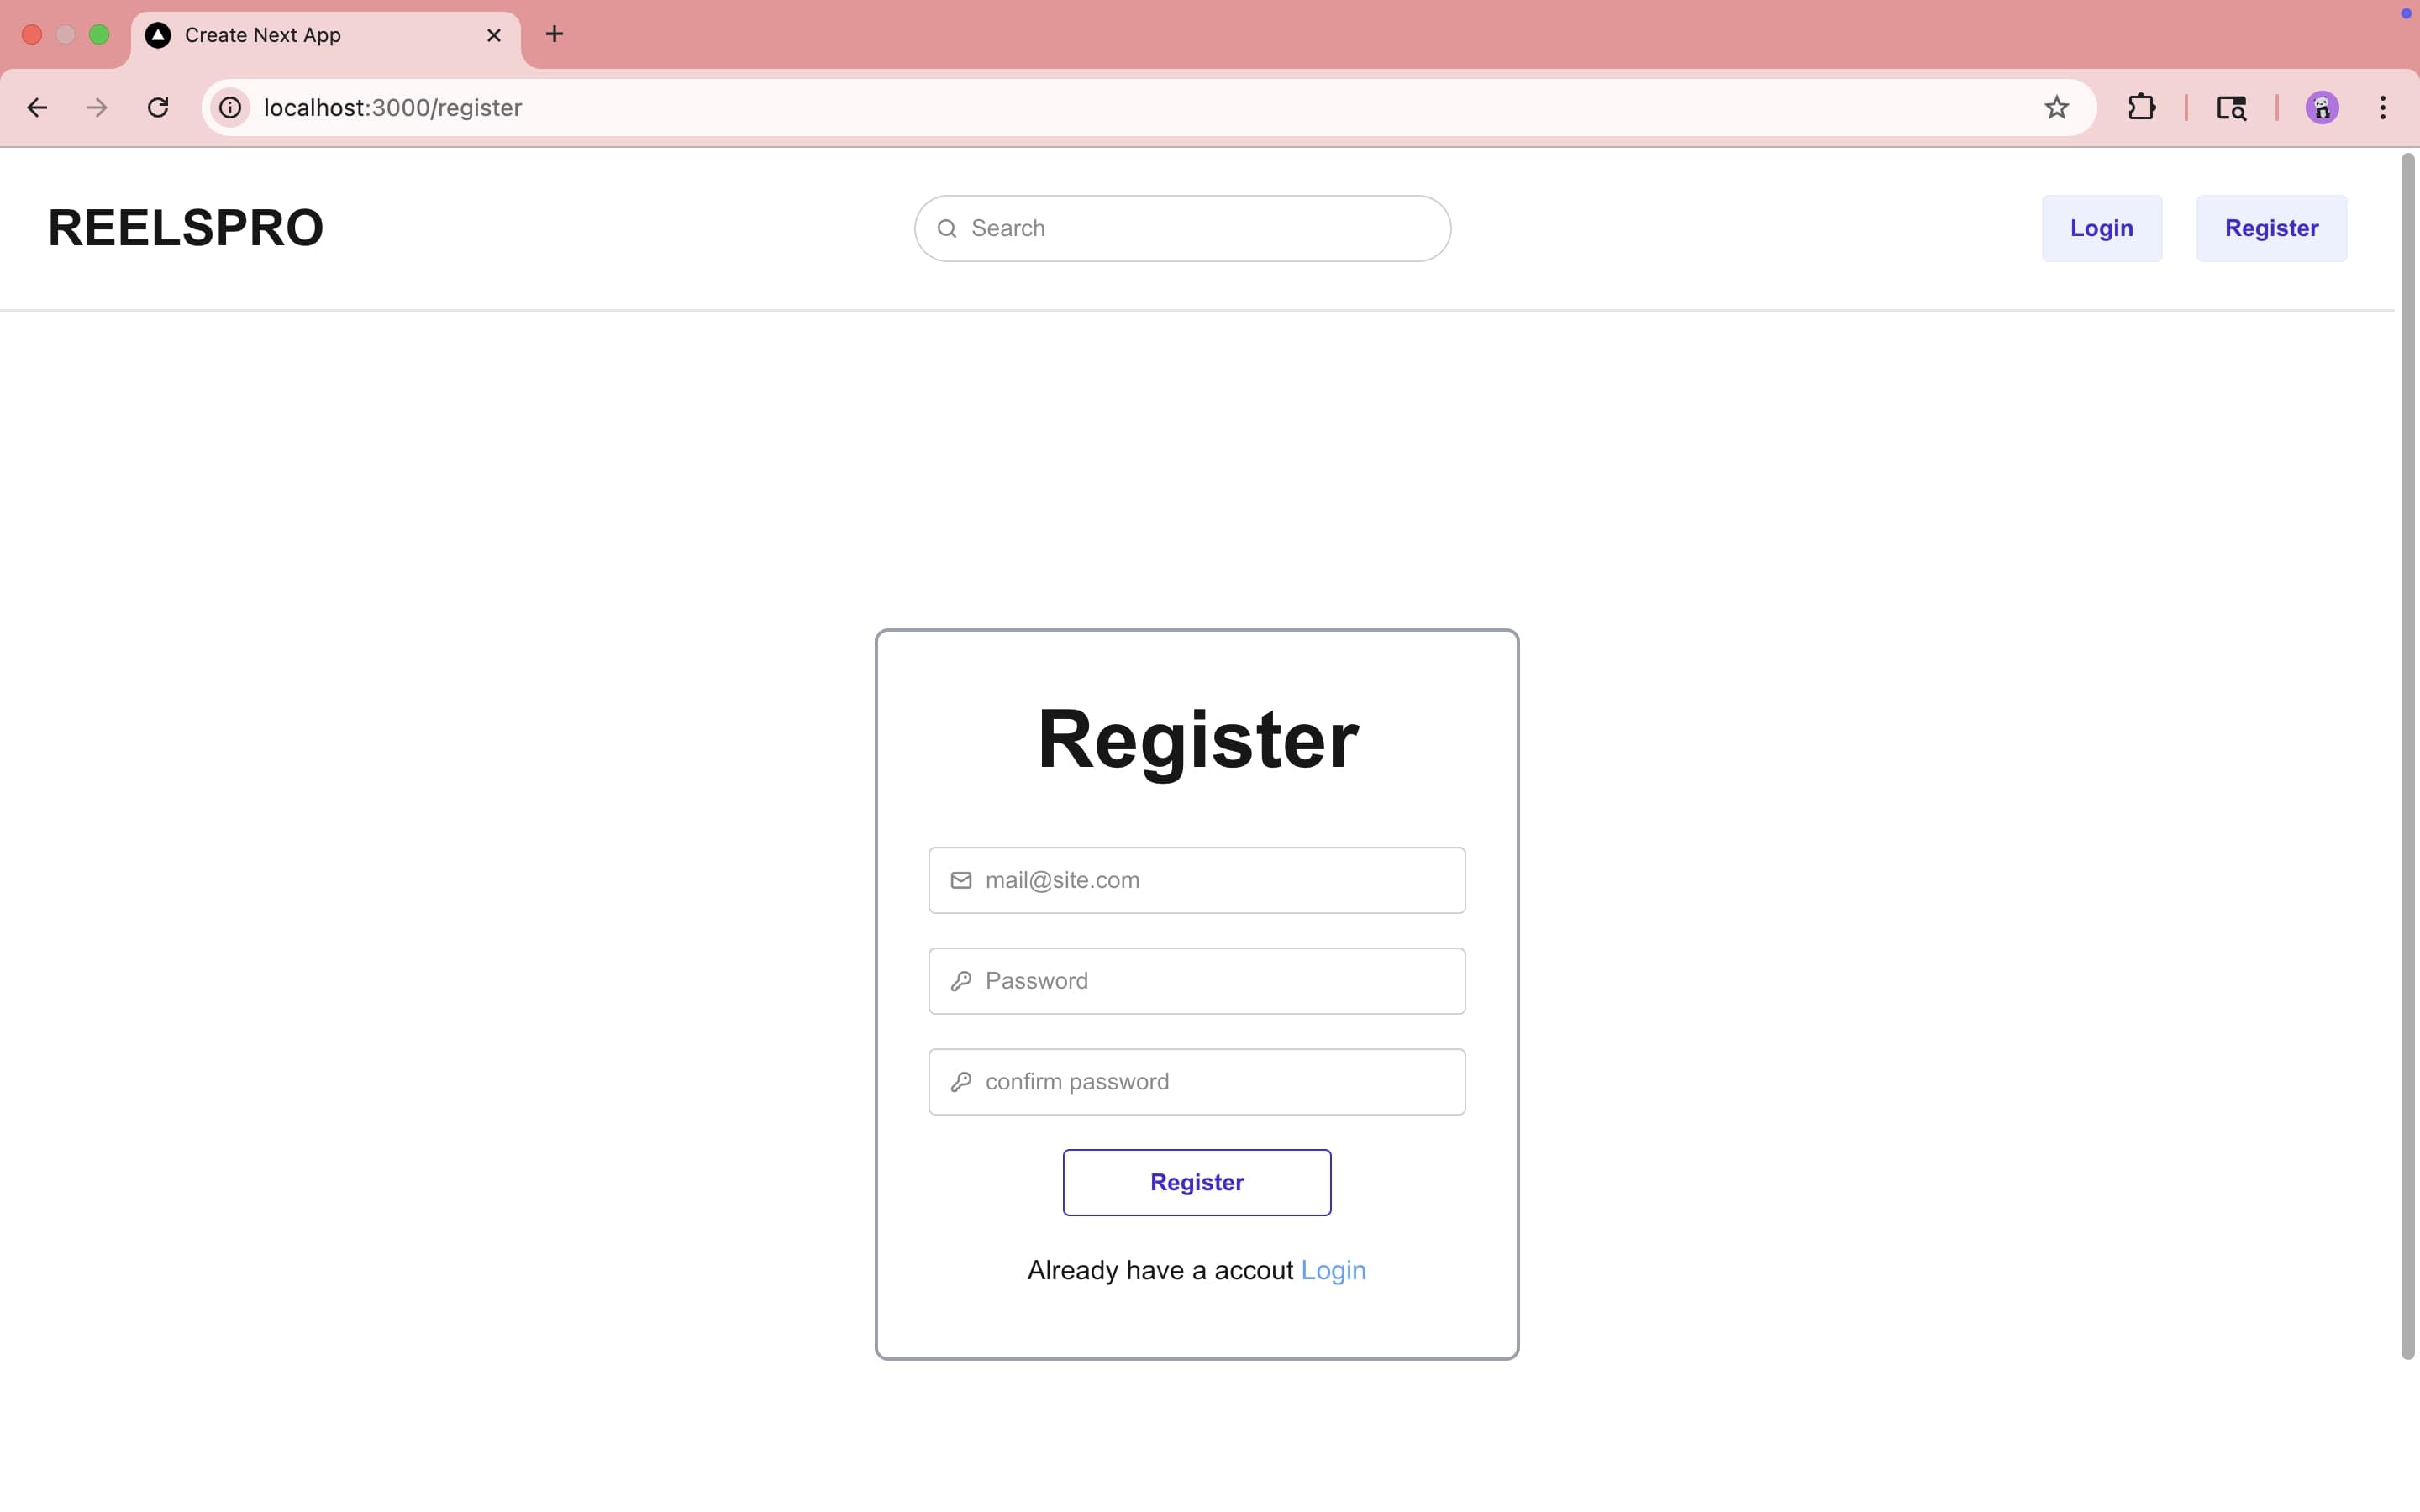 Create Next App
localhost:3000/register
REELSPRO
Search
Login
Register
Register
mail@site.com
Password
confirm password
Register
Already have a accout Login